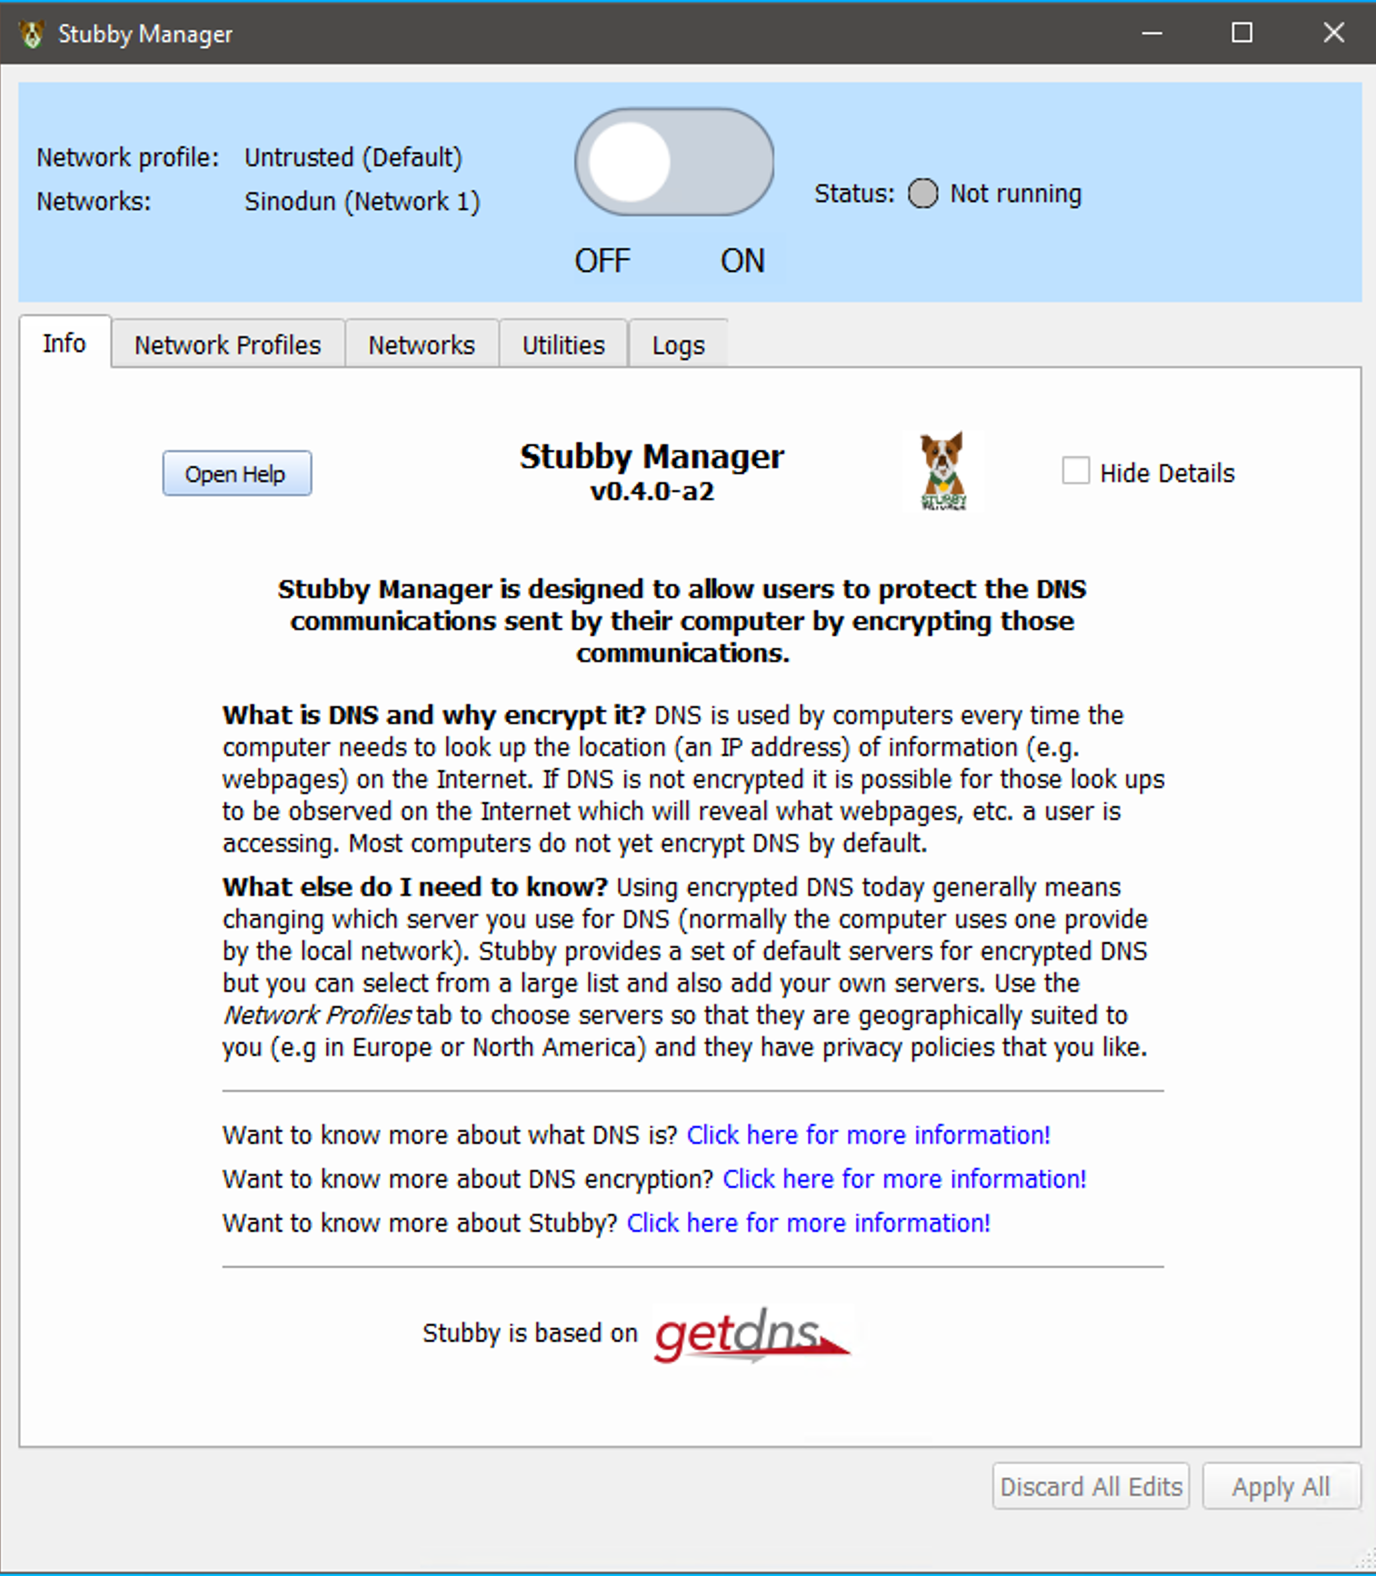 Stubby Manager
Network profile: Untrusted (Default)
Networks: Sinodun (Network 1)
Status: Not running
OFF ON
Info Network Profiles Networks Utilities Logs
Open Help
Stubby Manager
v0.4.0-a2
STUBBY
Hide Details
Stubby Manager is designed to allow users to protect the DNS
communications sent by their computer by encrypting those
communications.
What is DNS and why encrypt it? DNS is used by computers every time the
computer needs to look up the location (an IP address) of information (e.g.
webpages) on the Internet. If DNS is not encrypted it is possible for those look ups
to be observed on the Internet which will reveal what webpages, etc. a user is
accessing. Most computers do not yet encrypt DNS by default.
What else do I need to know? Using encrypted DNS today generally means
changing which server you use for DNS (normally the computer uses one provide
by the local network). Stubby provides a set of default servers for encrypted DNS
but you can select from a large list and also add your own servers. Use the
Network Profiles tab to choose servers so that they are geographically suited to
you (e.g in Europe or North America) and they have privacy policies that you like.
Want to know more about what DNS is? Click here for more information!
Want to know more about DNS encryption? Click here for more information!
Want to know more about Stubby? Click here for more information!
Stubby is based on getdns
Discard All Edits Apply All